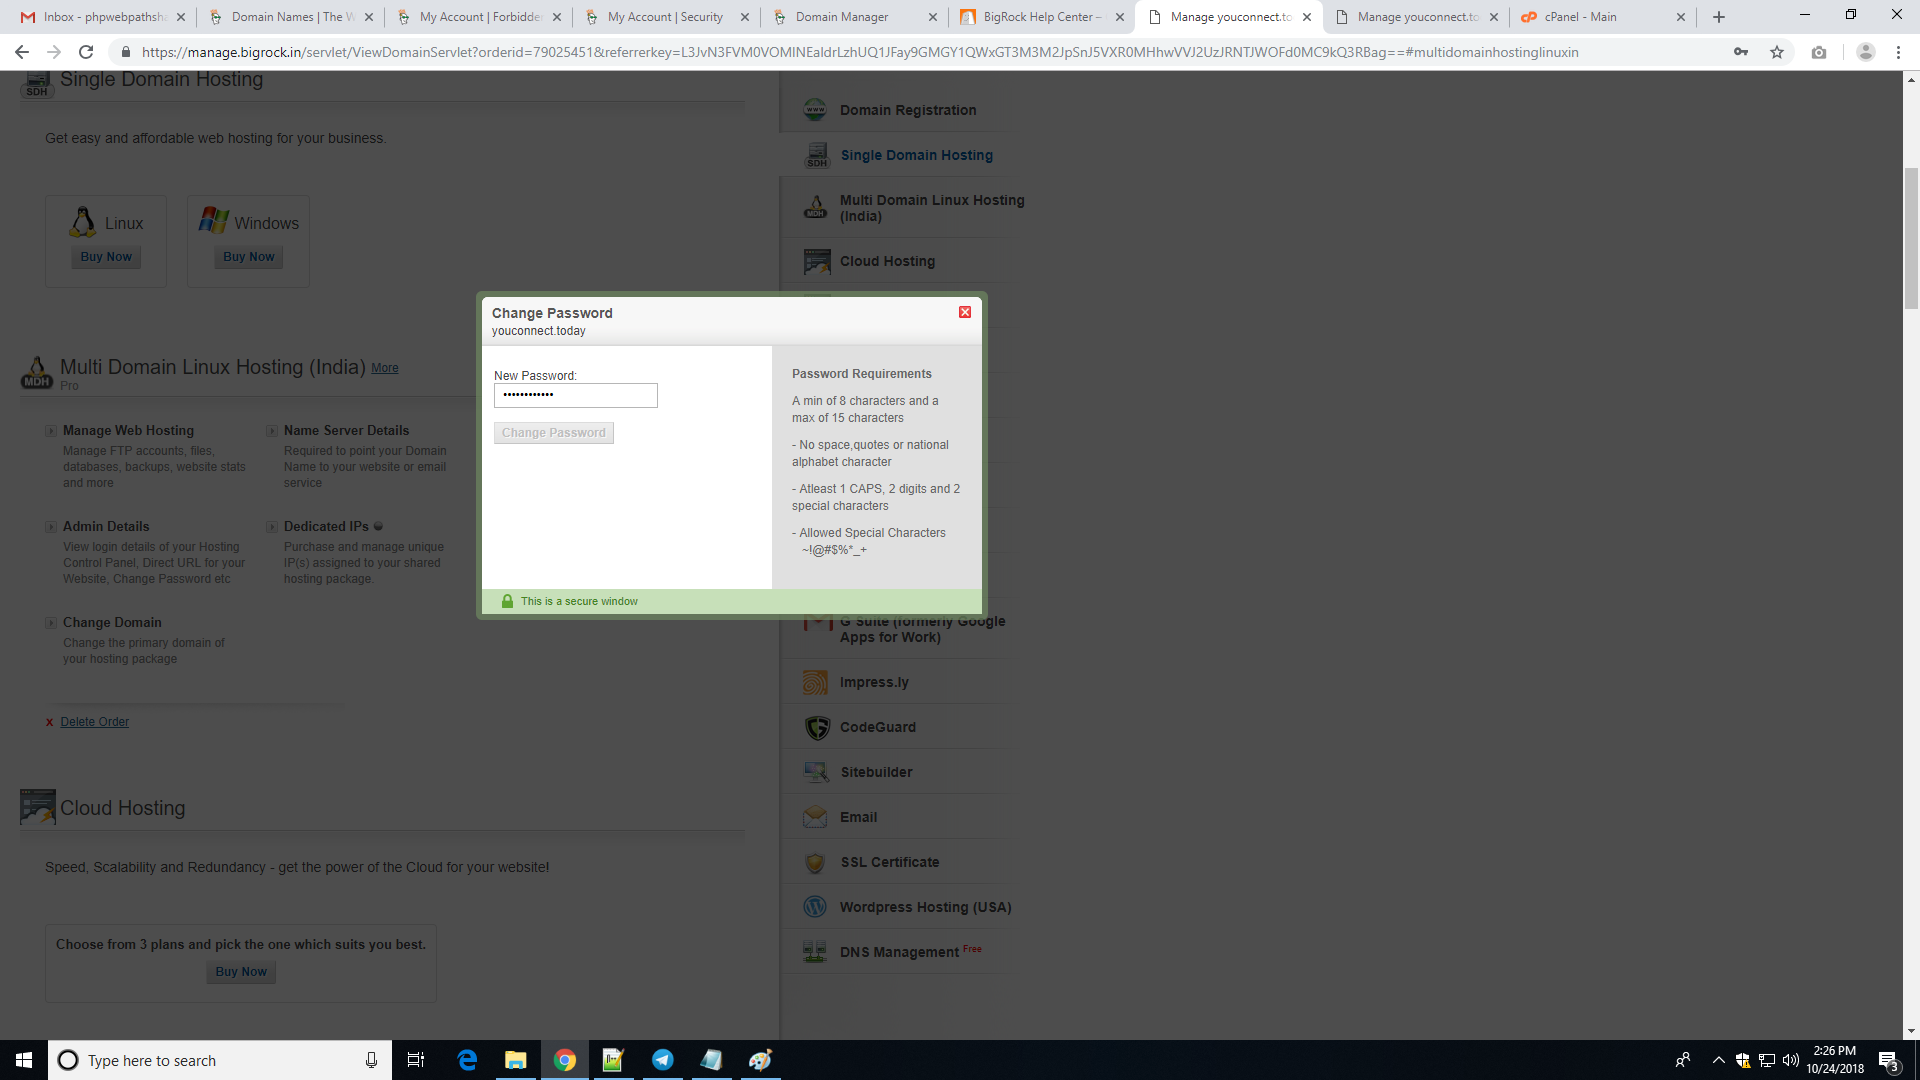 Inbox - phpwebpathsha
Domain Names | The W
My Account | Forbidden
My Account | Security
Domain Manager
BigRock Help Center –
Manage youconnect.to
Manage youconnect.to
cPanel - Main
https://manage.bigrock.in/servlet/ViewDomainServlet?orderid=79025451&referrerkey=L3JvN3FVM0VOMlNEaldrLzhUQ1JFay9GMGY1QWxGT3M3M2JpSnJ5VXR0MHhwVVJ2UzJRNTJWOFd0MC9kQ3RBag==#multidomainhostinglinuxin
SDH
Single Domain Hosting
Get easy and affordable web hosting for your business.
Linux
Buy Now
Windows
Buy Now
MDH
Multi Domain Linux Hosting (India) More
Pro
Manage Web Hosting
Manage FTP accounts, files,
databases, backups, website stats
and more
Name Server Details
Required to point your Domain
Name to your website or email
service
Admin Details
View login details of your Hosting
Control Panel, Direct URL for your
Website, Change Password etc
Dedicated IPs
Purchase and manage unique
IP(s) assigned to your shared
hosting package.
Change Domain
Change the primary domain of
your hosting package
x Delete Order
Cloud Hosting
Speed, Scalability and Redundancy - get the power of the Cloud for your website!
Choose from 3 plans and pick the one which suits you best.
Buy Now
Change Password
youconnect.today
New Password:
••••••••••••
Change Password
Password Requirements
A min of 8 characters and a
max of 15 characters
- No space,quotes or national
alphabet character
- Atleast 1 CAPS, 2 digits and 2
special characters
- Allowed Special Characters
~!@#$%*_+
This is a secure window
www
Domain Registration
SDH
Single Domain Hosting
MDH
Multi Domain Linux Hosting
(India)
Cloud Hosting
G Suite (formerly Google
Apps for Work)
Impress.ly
CodeGuard
Sitebuilder
Email
SSL Certificate
Wordpress Hosting (USA)
DNS Management Free
Type here to search
2:26 PM
10/24/2018
3